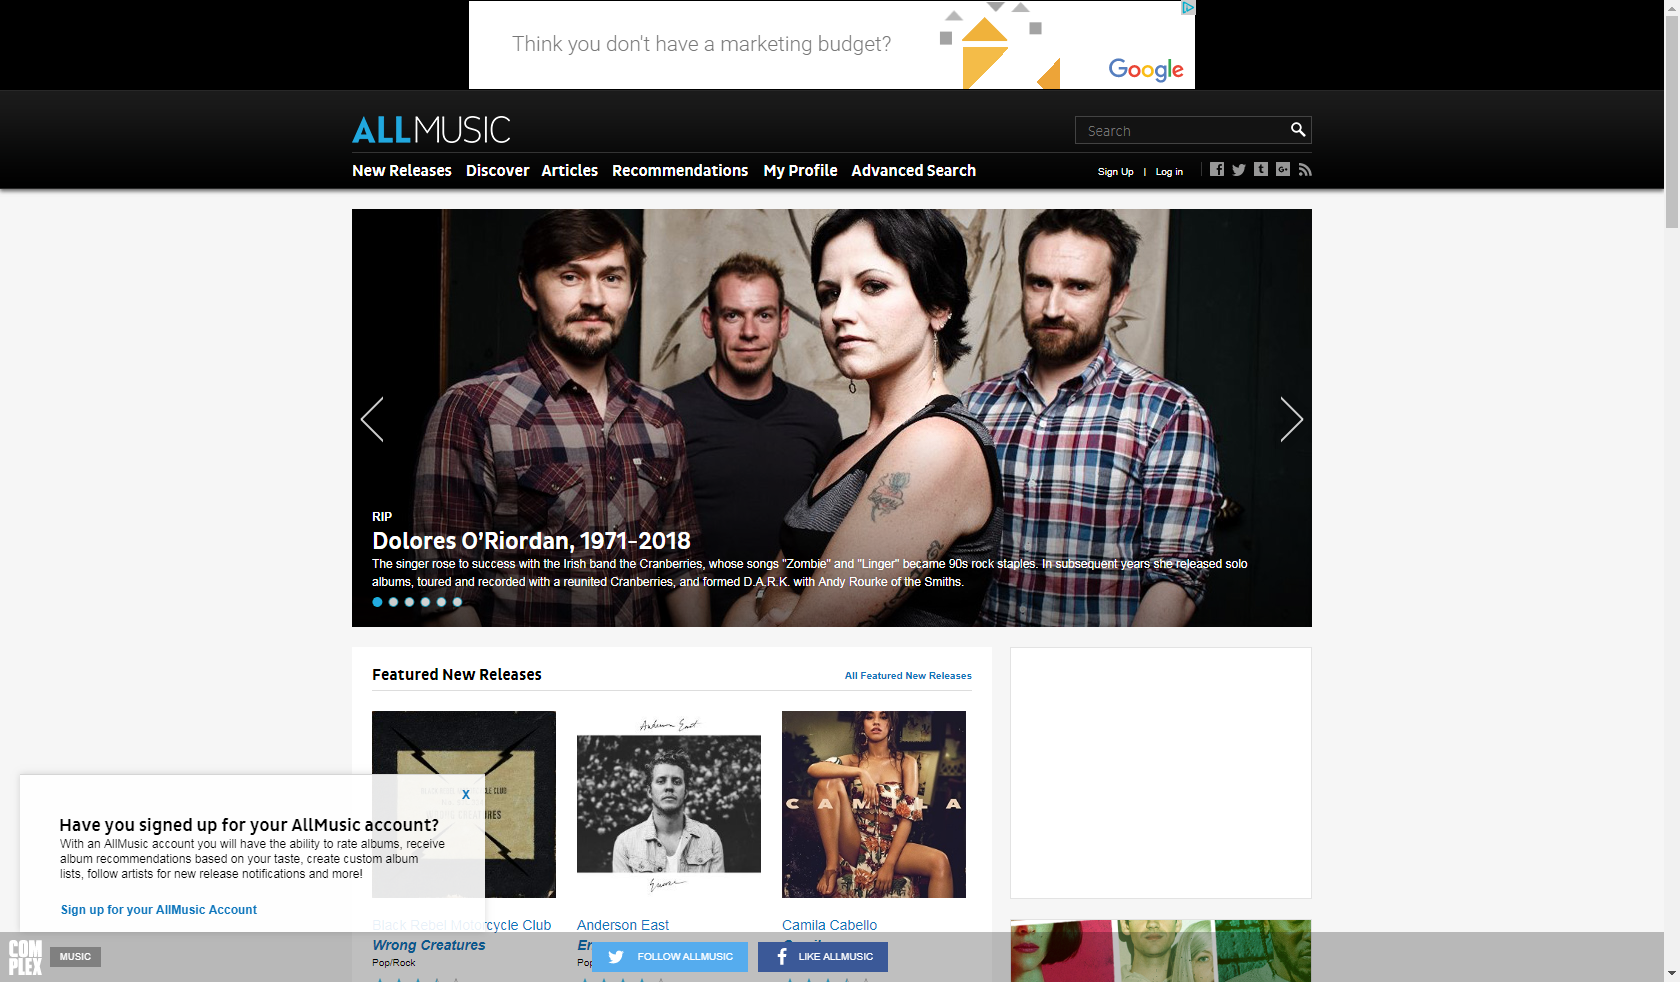 Think you don't have a marketing budget?
Google
ALLMUSIC
Search
New Releases Discover Articles Recommendations My Profile Advanced Search
Sign Up | Log in
RIP
Dolores O'Riordan, 1971-2018
The singer rose to success with the Irish band the Cranberries, whose songs "Zombie" and "Linger" became 90s rock staples. In subsequent years she released solo
albums, toured and recorded with a reunited Cranberries, and formed D.A.R.K. with Andy Rourke of the Smiths.
Featured New Releases
All Featured New Releases
Anderson East
Encore
CAMILA
Black Rebel Motorcycle Club
Wrong Creatures
Pop/Rock
Anderson East
Camila Cabello
X
Have you signed up for your AllMusic account?
With an AllMusic account you will have the ability to rate albums, receive
album recommendations based on your taste, create custom album
lists, follow artists for new release notifications and more!
Sign up for your AllMusic Account
COMPLEX
MUSIC
FOLLOW ALLMUSIC
LIKE ALLMUSIC